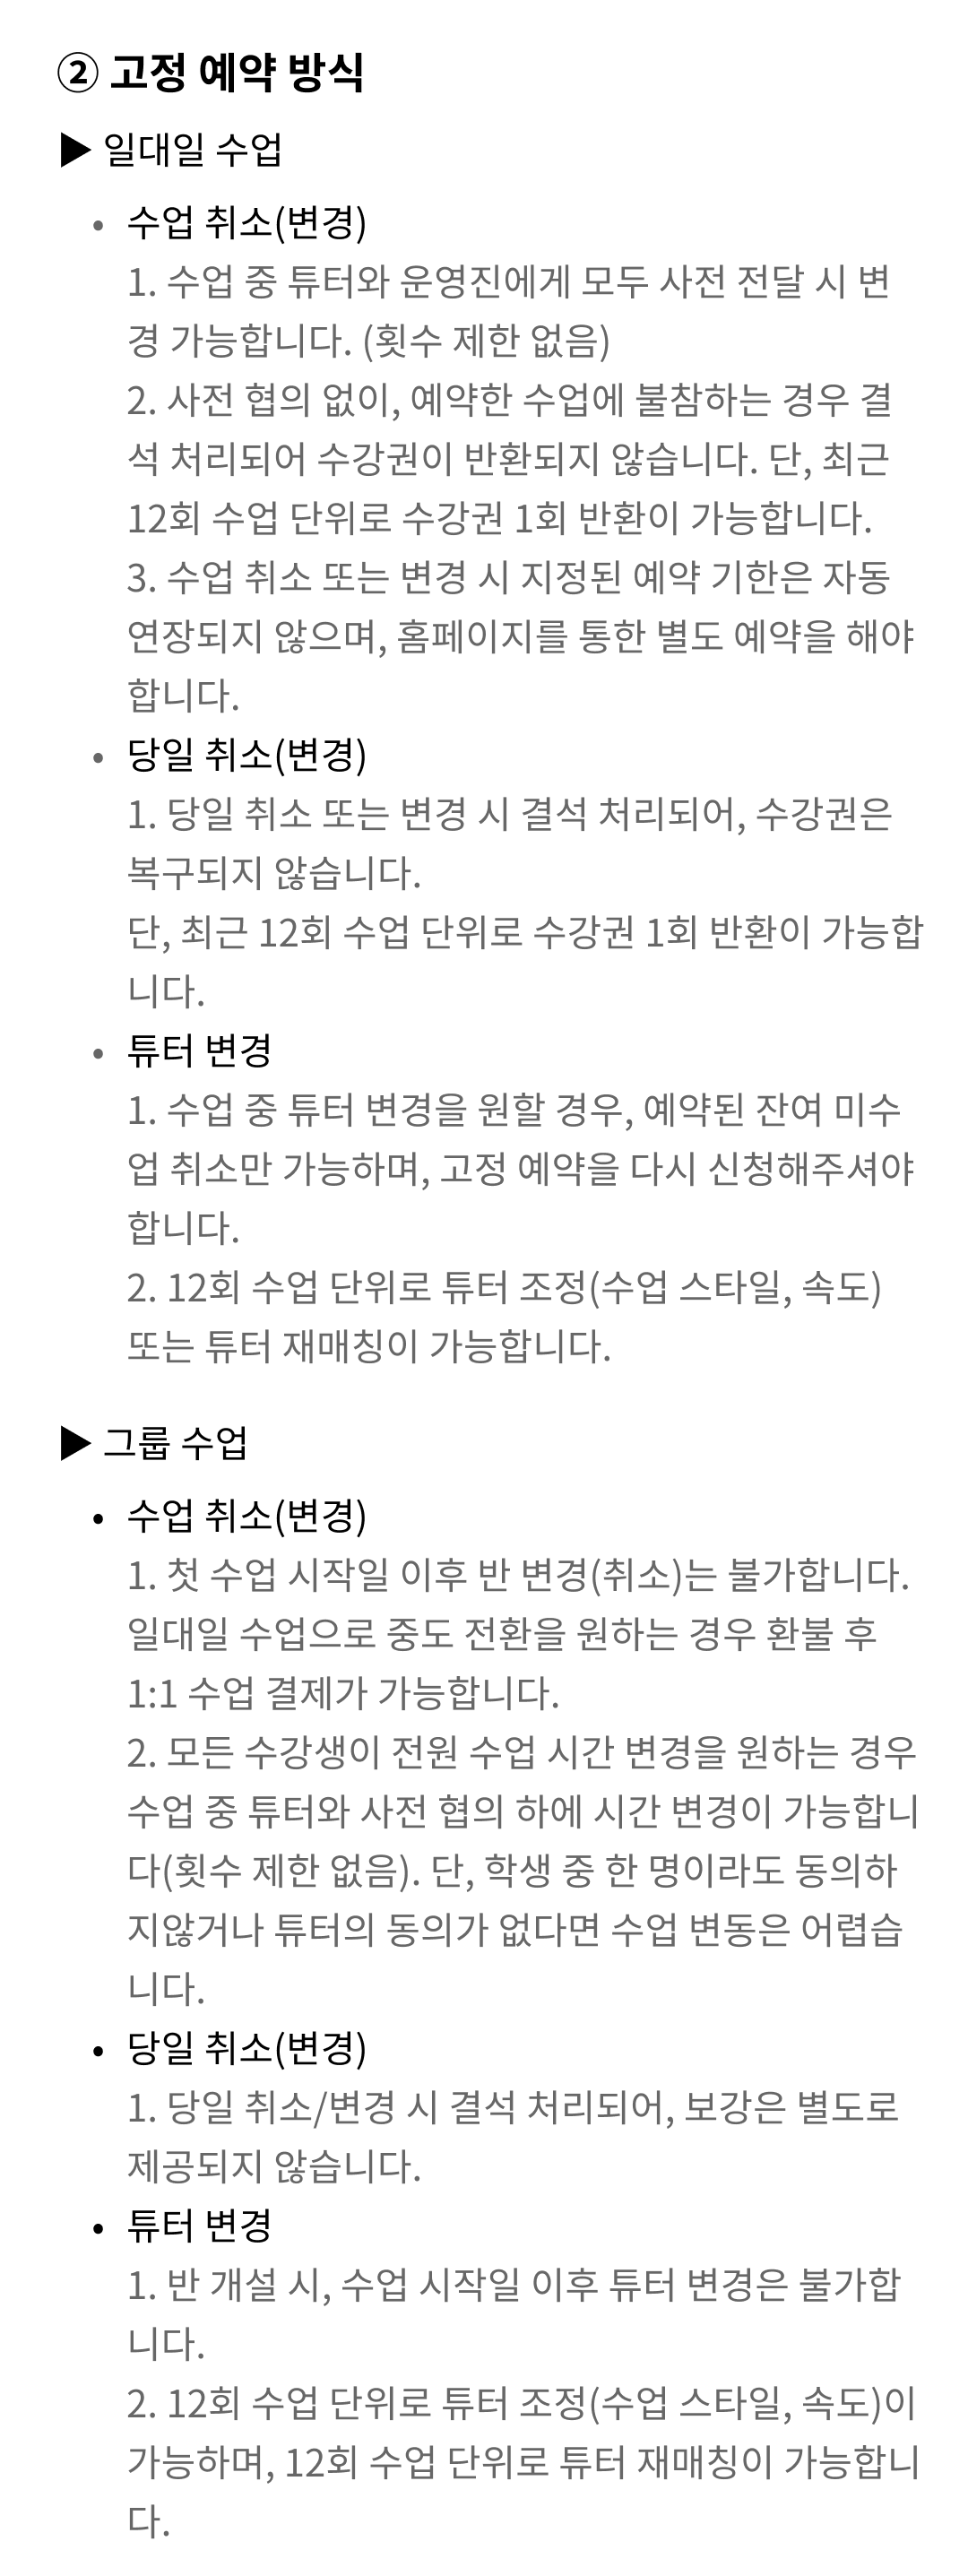 ② 고정 예약 방식
▶ 일대일 수업
• 수업 취소(변경)
1. 수업 중 튜터와 운영진에게 모두 사전 전달 시 변
경 가능합니다. (횟수 제한 없음)
2. 사전 협의 없이, 예약한 수업에 불참하는 경우 결
석 처리되어 수강권이 반환되지 않습니다. 단, 최근
12회 수업 단위로 수강권 1회 반환이 가능합니다.
3. 수업 취소 또는 변경 시 지정된 예약 기한은 자동
연장되지 않으며, 홈페이지를 통한 별도 예약을 해야
합니다.
• 당일 취소(변경)
1. 당일 취소 또는 변경 시 결석 처리되어, 수강권은
복구되지 않습니다.
단, 최근 12회 수업 단위로 수강권 1회 반환이 가능합
니다.
• 튜터 변경
1. 수업 중 튜터 변경을 원할 경우, 예약된 잔여 미수
업 취소만 가능하며, 고정 예약을 다시 신청해주셔야
합니다.
2. 12회 수업 단위로 튜터 조정(수업 스타일, 속도)
또는 튜터 재매칭이 가능합니다.
▶ 그룹 수업
• 수업 취소(변경)
1. 첫 수업 시작일 이후 반 변경(취소)는 불가합니다.
일대일 수업으로 중도 전환을 원하는 경우 환불 후
1:1 수업 결제가 가능합니다.
2. 모든 수강생이 전원 수업 시간 변경을 원하는 경우
수업 중 튜터와 사전 협의 하에 시간 변경이 가능합니
다(횟수 제한 없음). 단, 학생 중 한 명이라도 동의하
지않거나 튜터의 동의가 없다면 수업 변동은 어렵습
니다.
• 당일 취소(변경)
1. 당일 취소/변경 시 결석 처리되어, 보강은 별도로
제공되지 않습니다.
• 튜터 변경
1. 반 개설 시, 수업 시작일 이후 튜터 변경은 불가합
니다.
2. 12회 수업 단위로 튜터 조정(수업 스타일, 속도)이
가능하며, 12회 수업 단위로 튜터 재매칭이 가능합니
다.